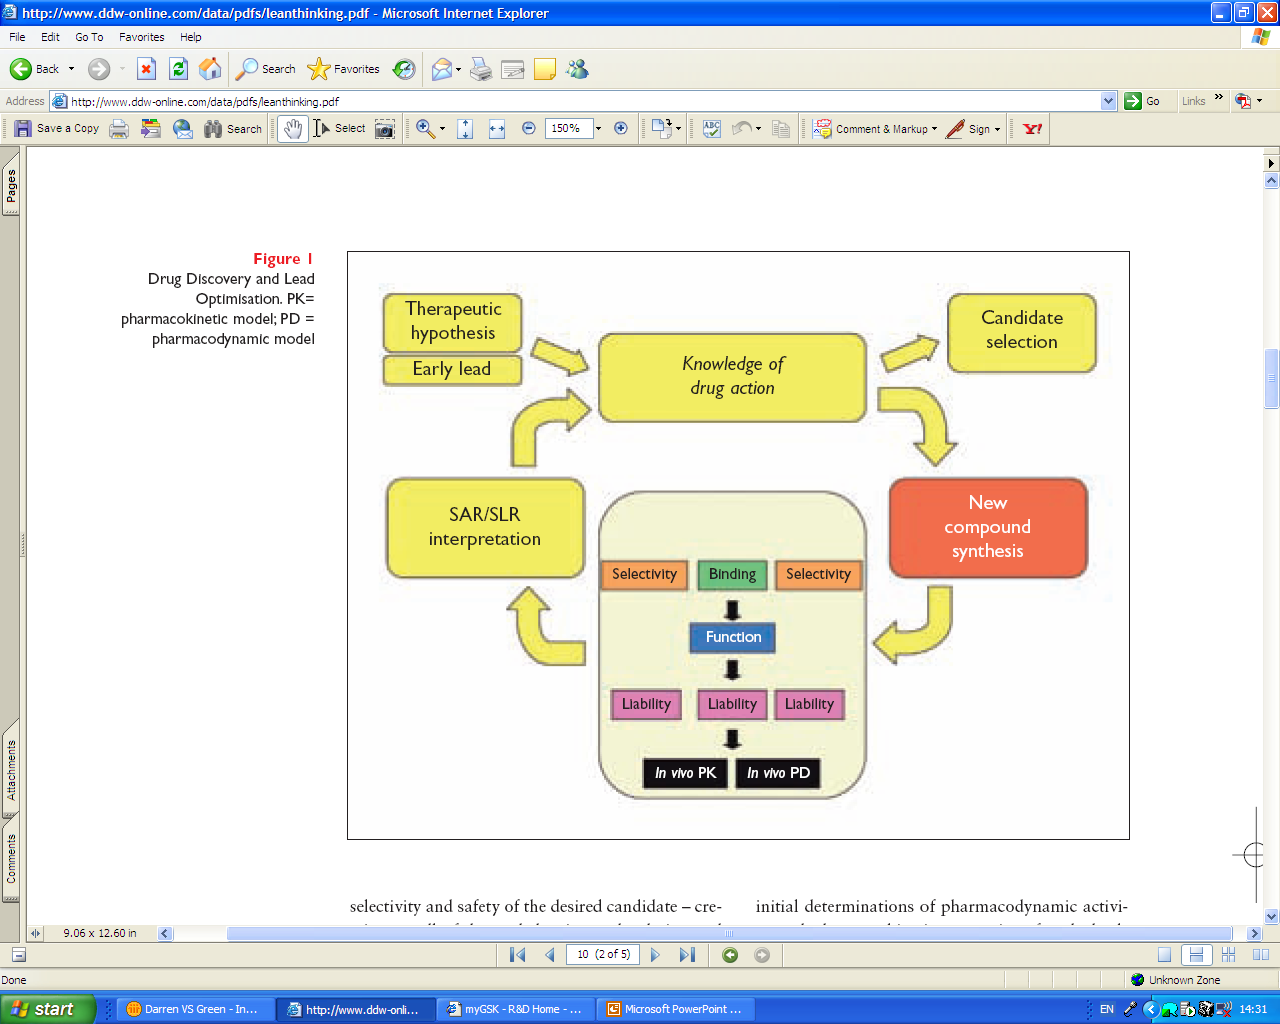 http://www.ddw-online.com/data/pdfs/leanthinking.pdf - Microsoft Internet Explorer
File Edit Go To Favorites Help
Back Search Favorites
Address http://www.ddw-online.com/data/pdfs/leanthinking.pdf Go Links »
Save a Copy Search Select 150% ABC Comment & Markup Sign Y!
Pages
Attachments
Comments
Figure 1
Drug Discovery and Lead
Optimisation. PK=
pharmacokinetic model; PD =
pharmacodynamic model
Therapeutic
hypothesis
Early lead
Knowledge of
drug action
Candidate
selection
SAR/SLR
interpretation
New
compound
synthesis
Selectivity Binding Selectivity
Function
Liability Liability Liability
In vivo PK In vivo PD
selectivity and safety of the desired candidate – cre-
initial determinations of pharmacodynamic activi-
9.06 x 12.60 in
10 (2 of 5)
Done Unknown Zone
start Darren VS Green - In... http://www.ddw-onli... myGSK - R&D Home - ... Microsoft PowerPoint ... EN 14:31